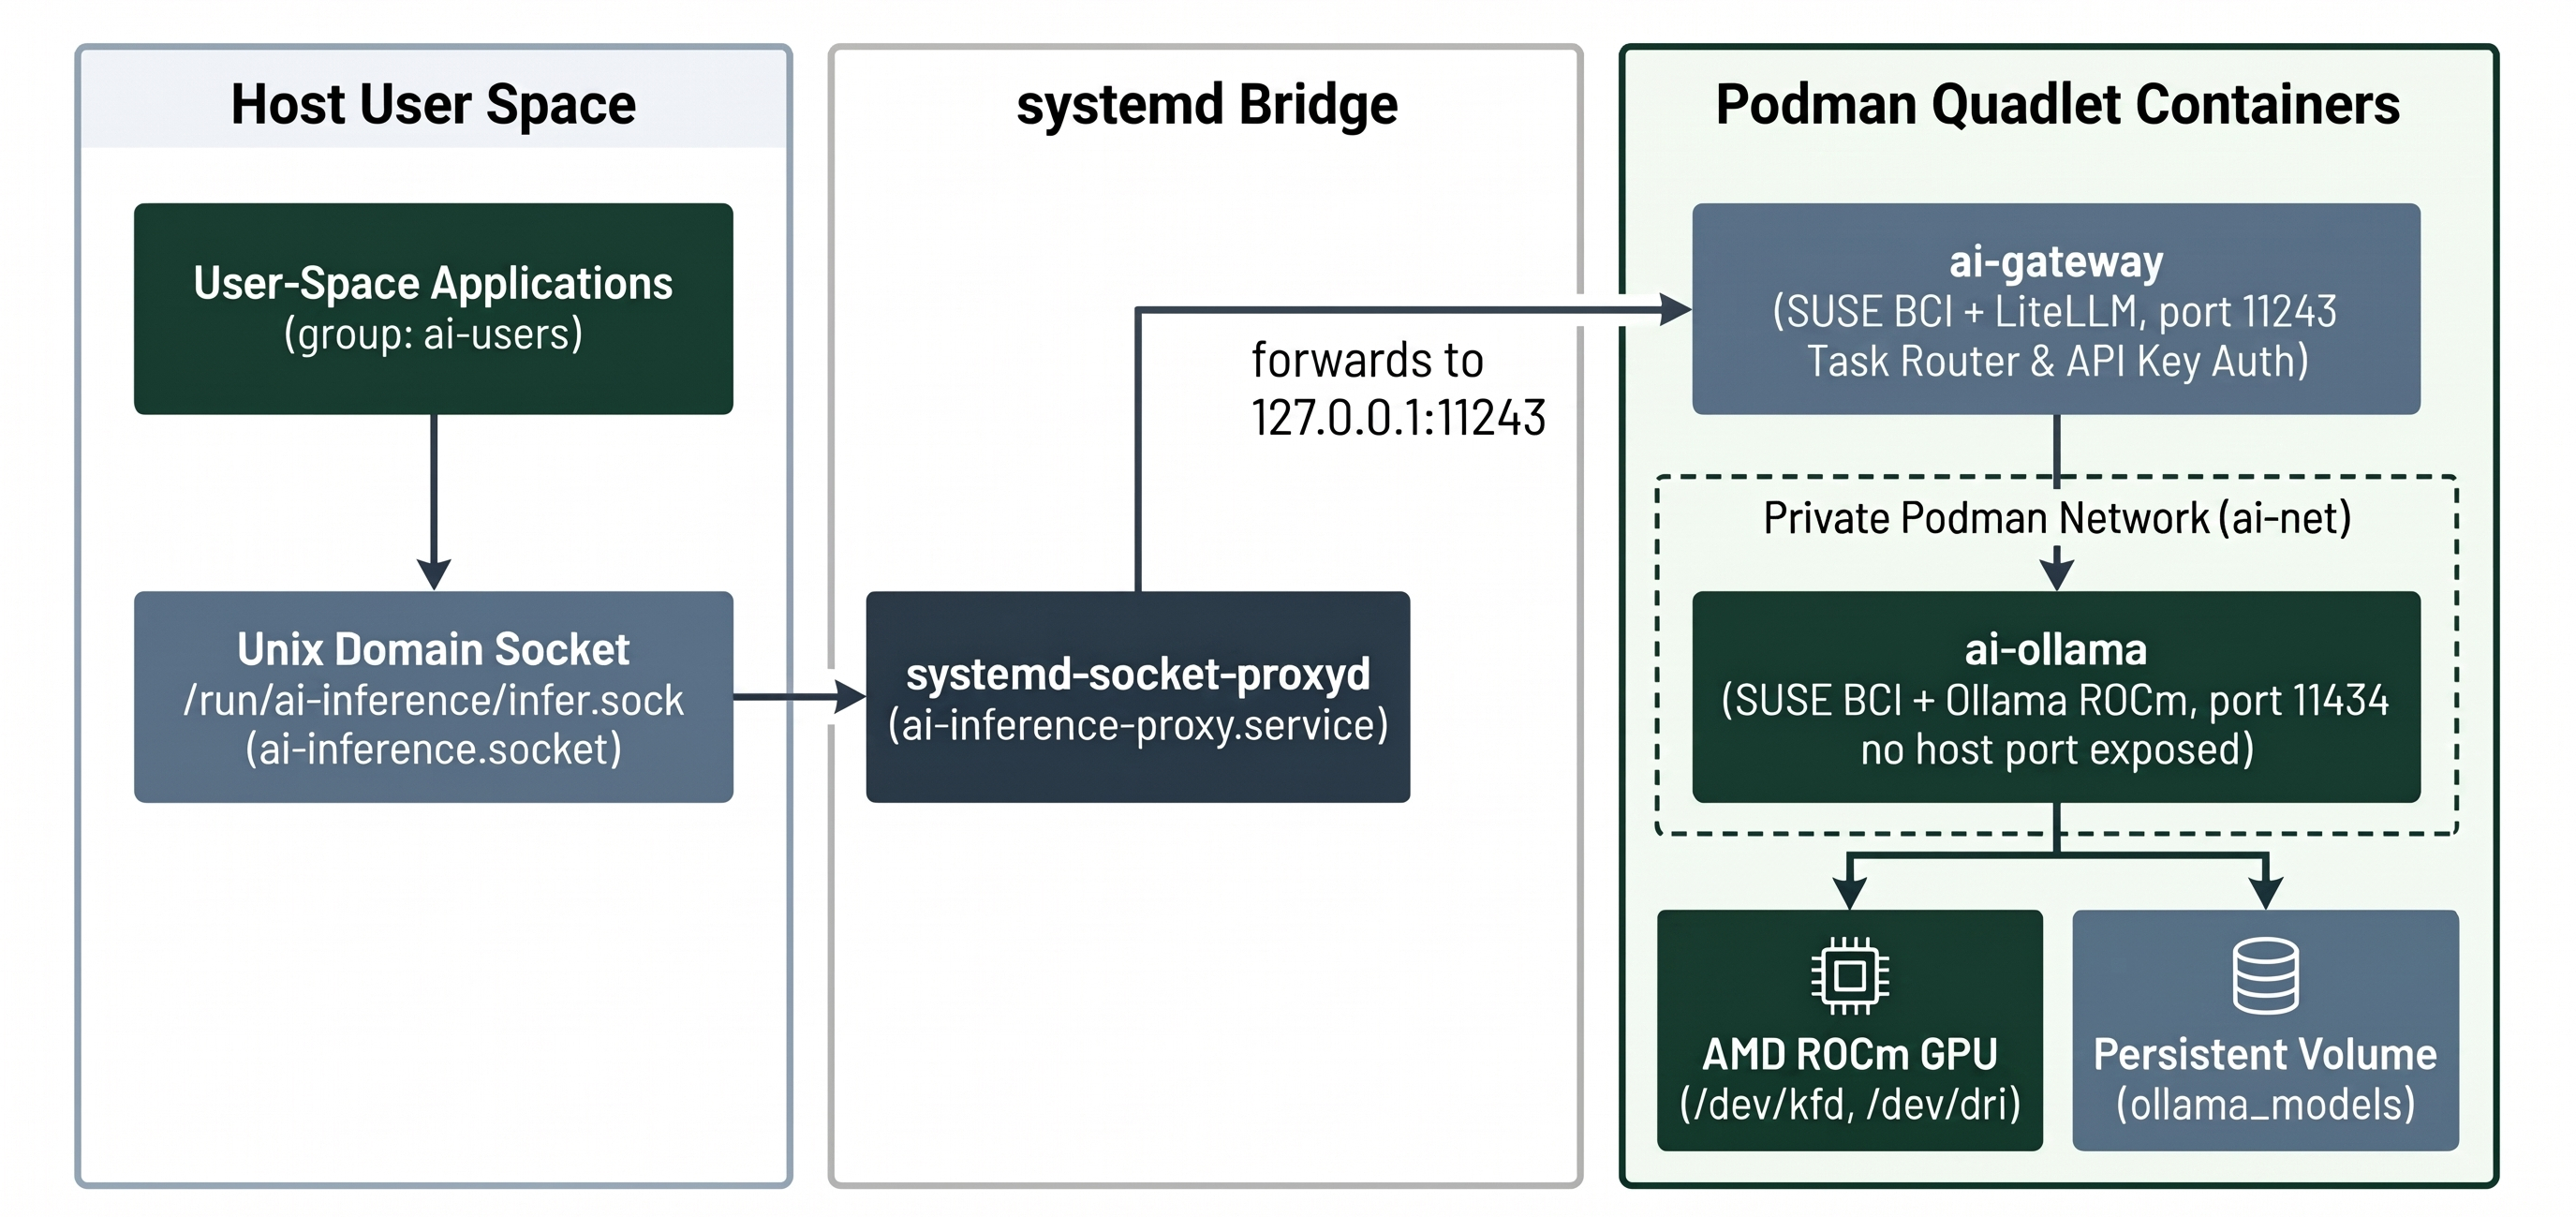 Host User Space
User-Space Applications
(group: ai-users)
Unix Domain Socket
/run/ai-inference/infer.sock
(ai-inference.socket)
systemd Bridge
forwards to
127.0.0.1:11243
systemd-socket-proxyd
(ai-inference-proxy.service)
Podman Quadlet Containers
ai-gateway
(SUSE BCI + LiteLLM, port 11243
Task Router & API Key Auth)
Private Podman Network (ai-net)
ai-ollama
(SUSE BCI + Ollama ROCm, port 11434
no host port exposed)
AMD ROCm GPU
(/dev/kfd, /dev/dri)
Persistent Volume
(ollama_models)